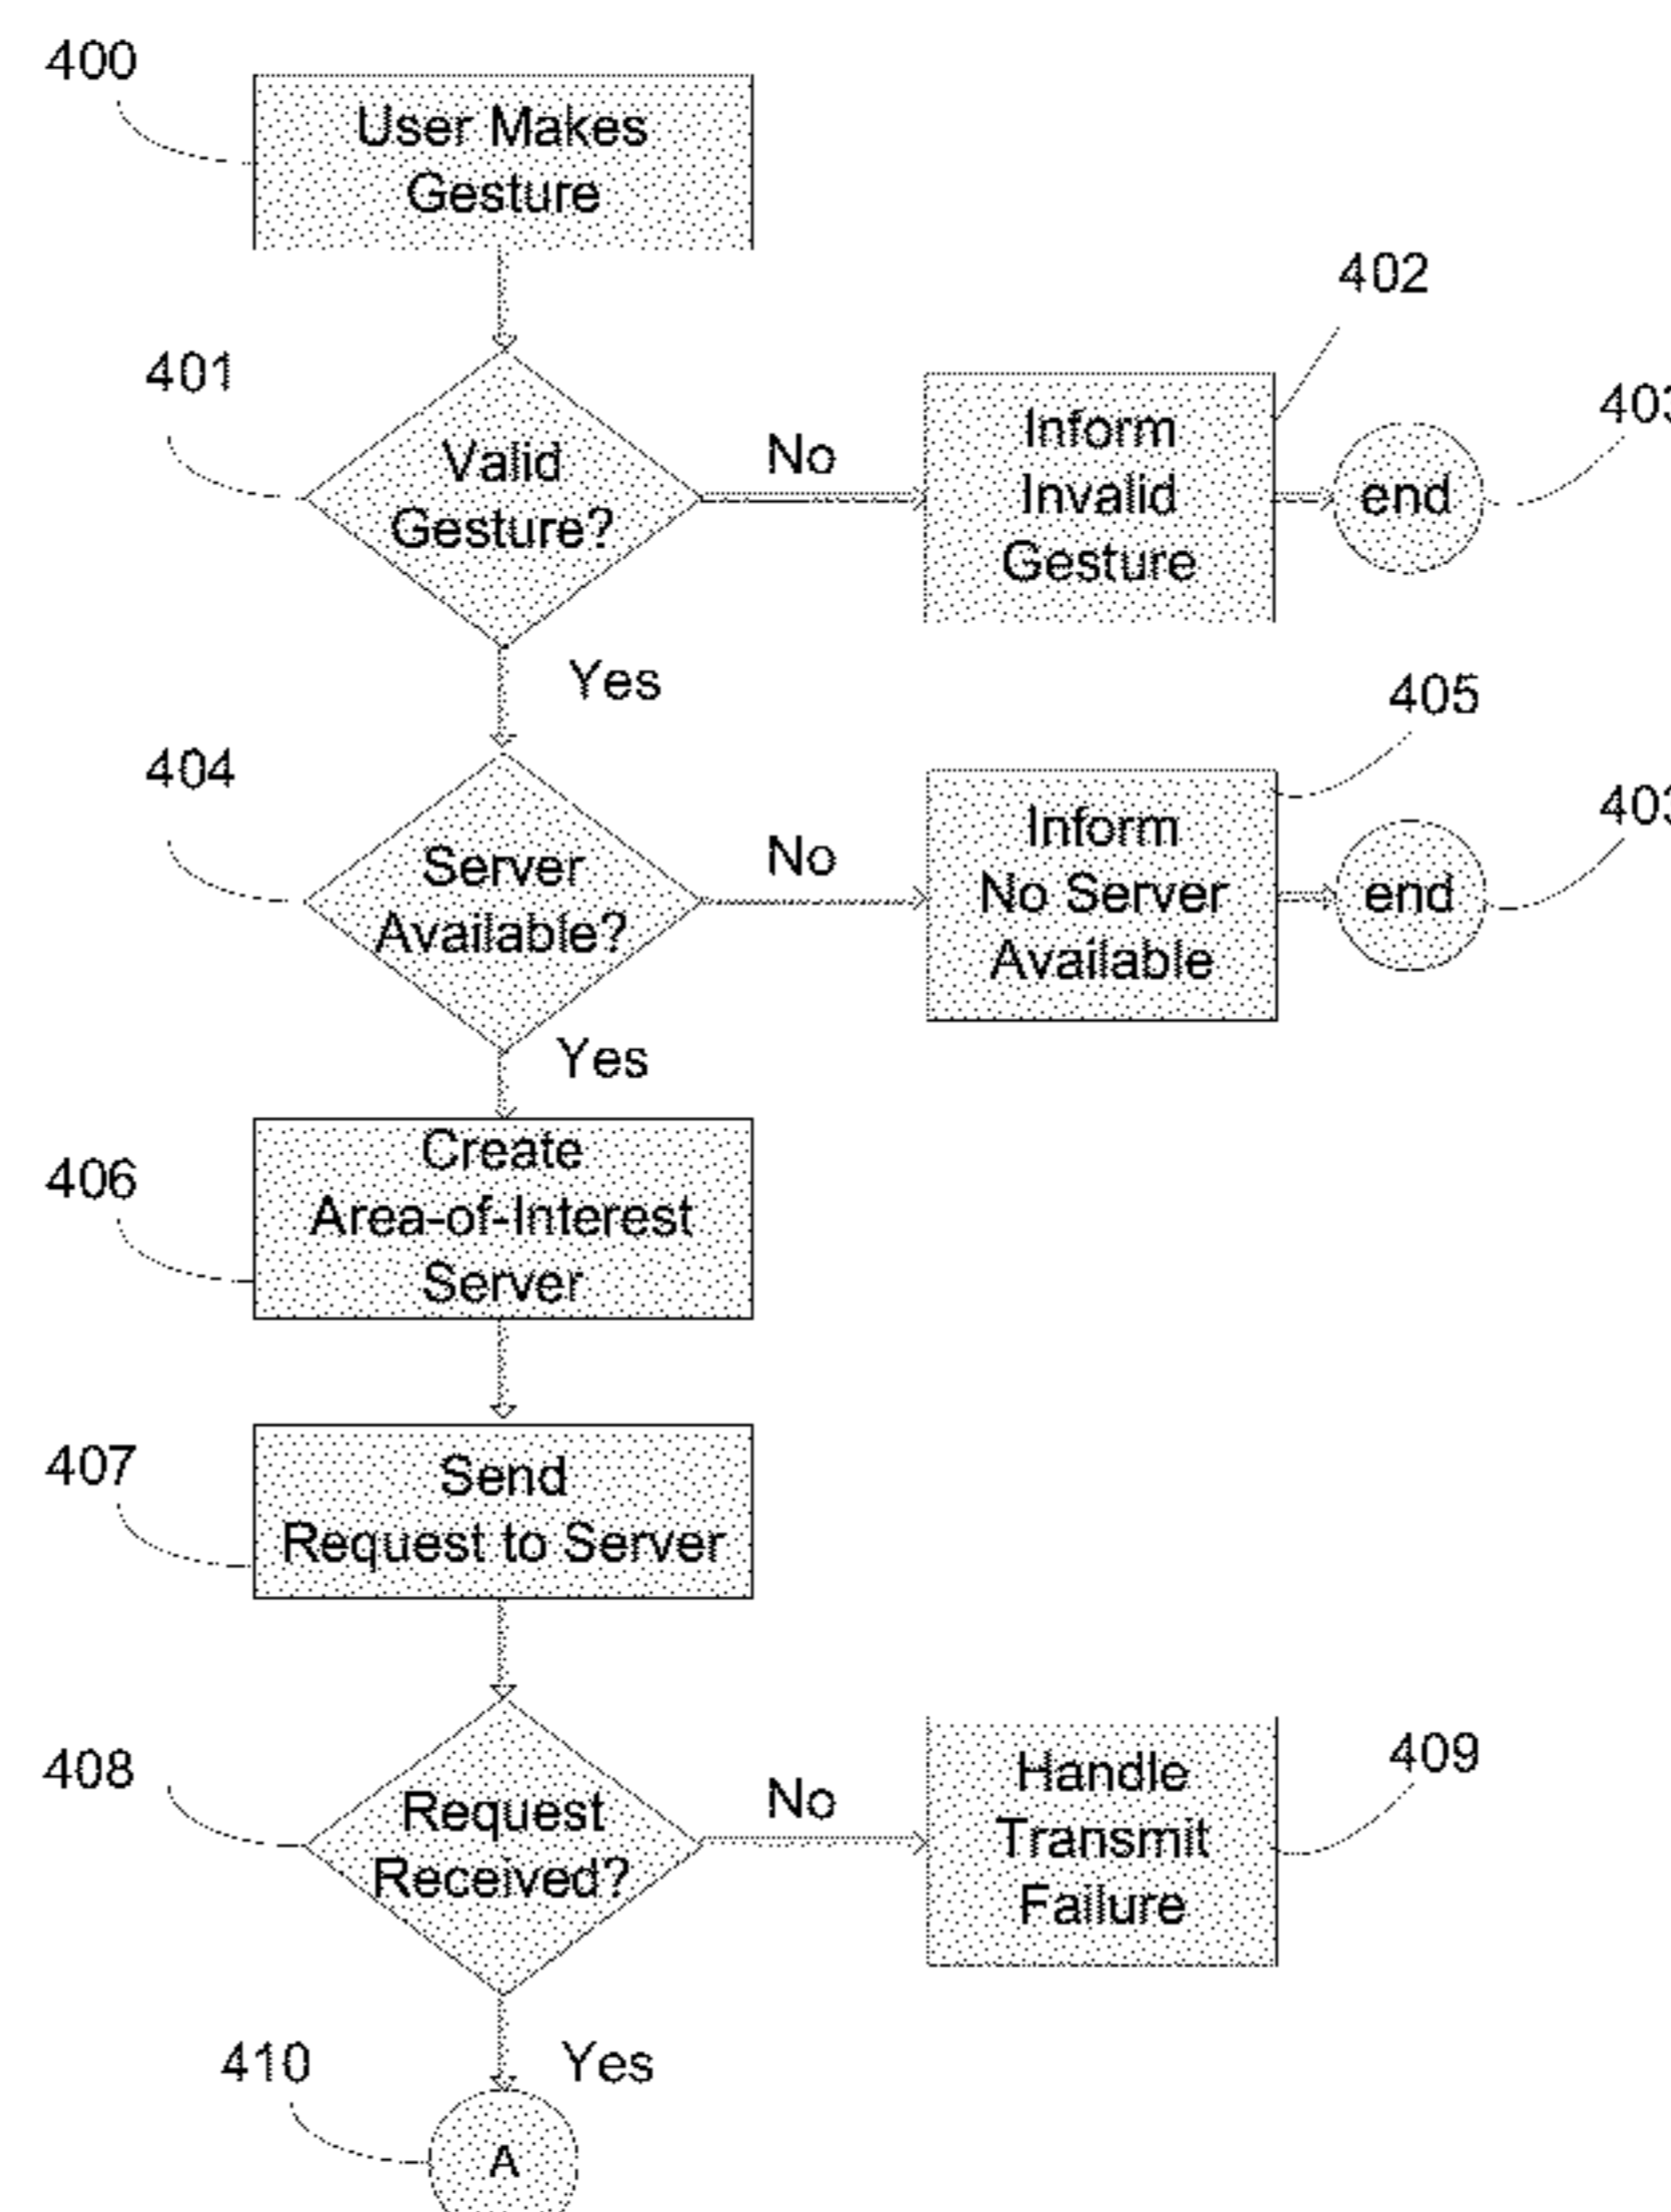 400
User Makes
Gesture
402
401
Valid
Gesture?
No
Inform
Invalid
Gesture
end
403
Yes
405
404
Server
Available?
No
Inform
No Server
Available
end
403
Yes
406
Create
Area-of-Interest
Server
407
Send
Request to Server
408
Request
Received?
No
Handle
Transmit
Failure
409
410
Yes
A